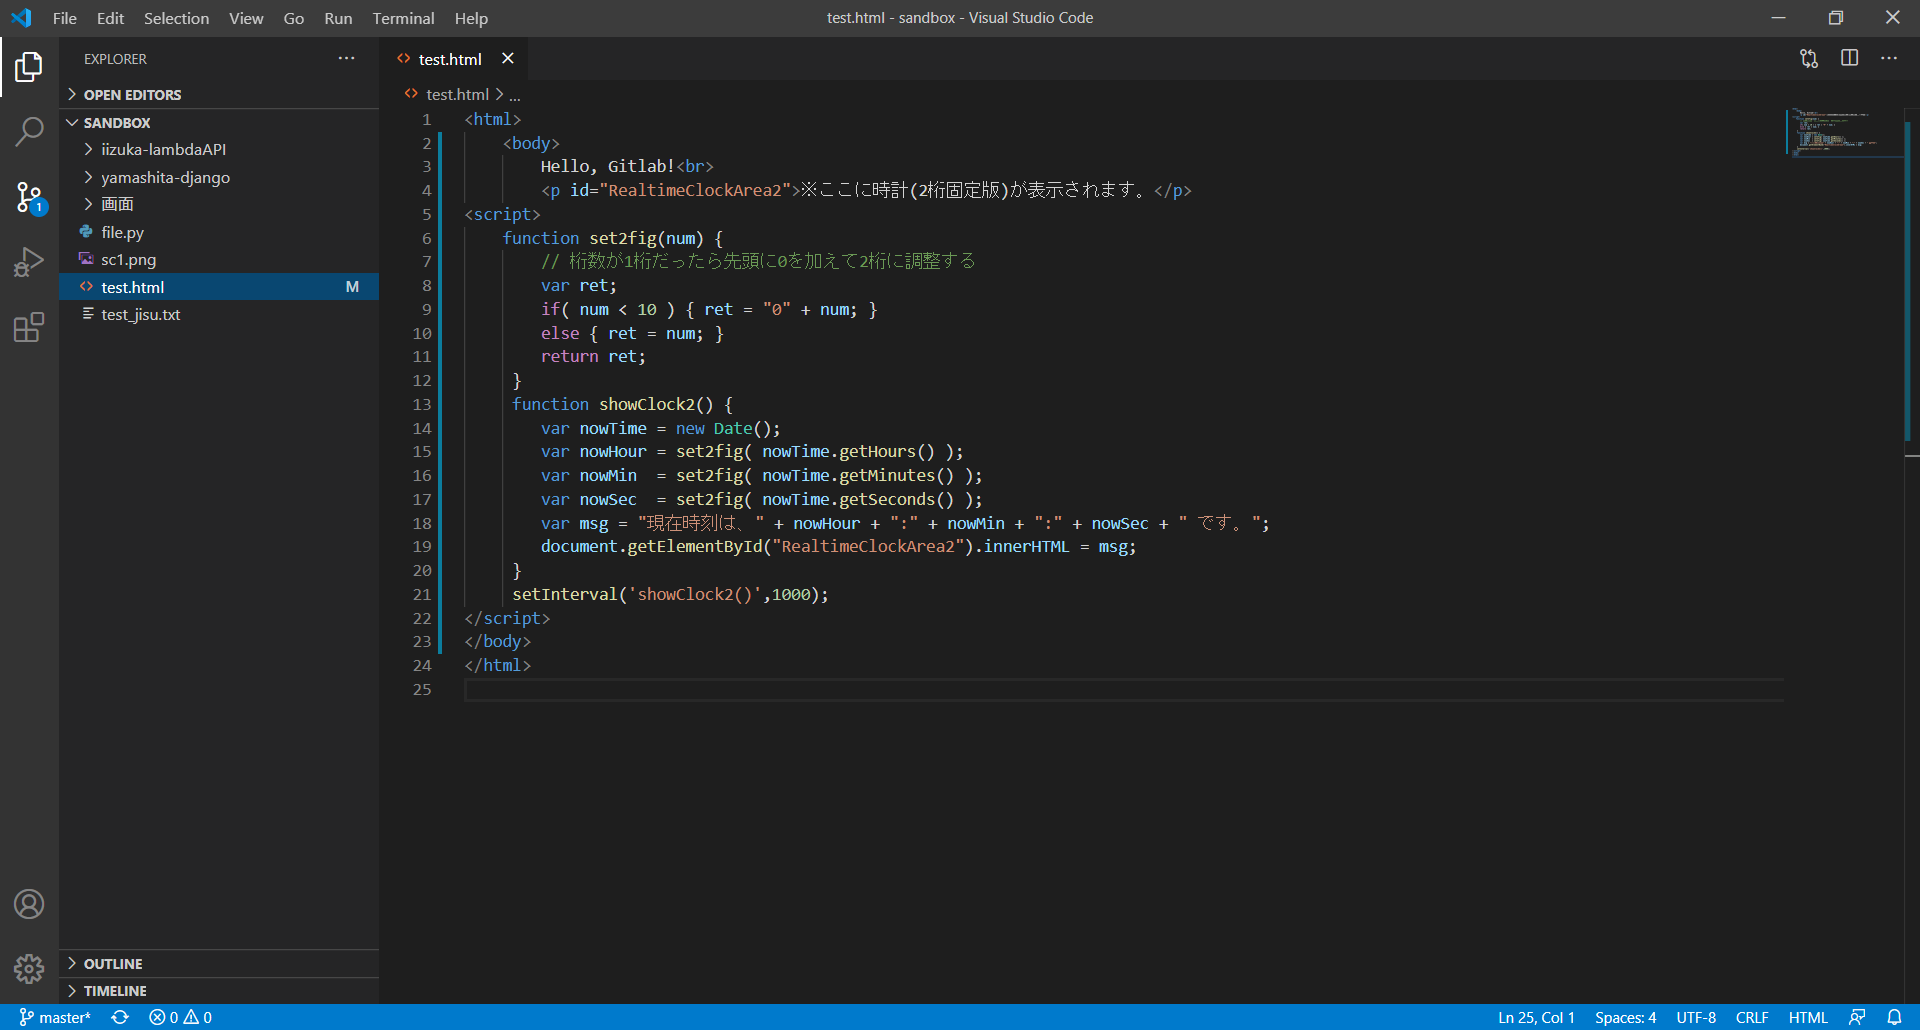 File Edit Selection View Go Run Terminal Help
test.html - sandbox - Visual Studio Code
EXPLORER
OPEN EDITORS
SANDBOX
iizuka-lambdaAPI
yamashita-django
画面
file.py
sc1.png
test.html M
test_jisu.txt
OUTLINE
TIMELINE
1
test.html
test.html > ...
1 <html>
2 <body>
3 Hello, Gitlab!<br>
4 <p id="RealtimeClockArea2">※ここに時計(2桁固定版)が表示されます。</p>
5 <script>
6 function set2fig(num) {
7 // 桁数が1桁だったら先頭に0を加えて2桁に調整する
8 var ret;
9 if( num < 10 ) { ret = "0" + num; }
10 else { ret = num; }
11 return ret;
12 }
13 function showClock2() {
14 var nowTime = new Date();
15 var nowHour = set2fig( nowTime.getHours() );
16 var nowMin  = set2fig( nowTime.getMinutes() );
17 var nowSec  = set2fig( nowTime.getSeconds() );
18 var msg = "現在時刻は、" + nowHour + ":" + nowMin + ":" + nowSec + " です。";
19 document.getElementById("RealtimeClockArea2").innerHTML = msg;
20 }
21 setInterval('showClock2()',1000);
22 </script>
23 </body>
24 </html>
25
master* 0 0
Ln 25, Col 1 Spaces: 4 UTF-8 CRLF HTML